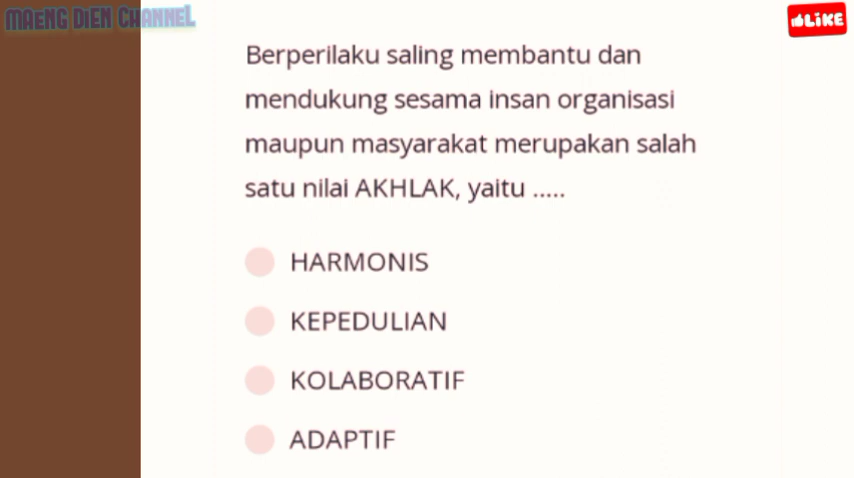 MAENG DIEN CHANNEL
LIKE
Berperilaku saling membantu dan
mendukung sesama insan organisasi
maupun masyarakat merupakan salah
satu nilai AKHLAK, yaitu .....
HARMONIS
KEPEDULIAN
KOLABORATIF
ADAPTIF